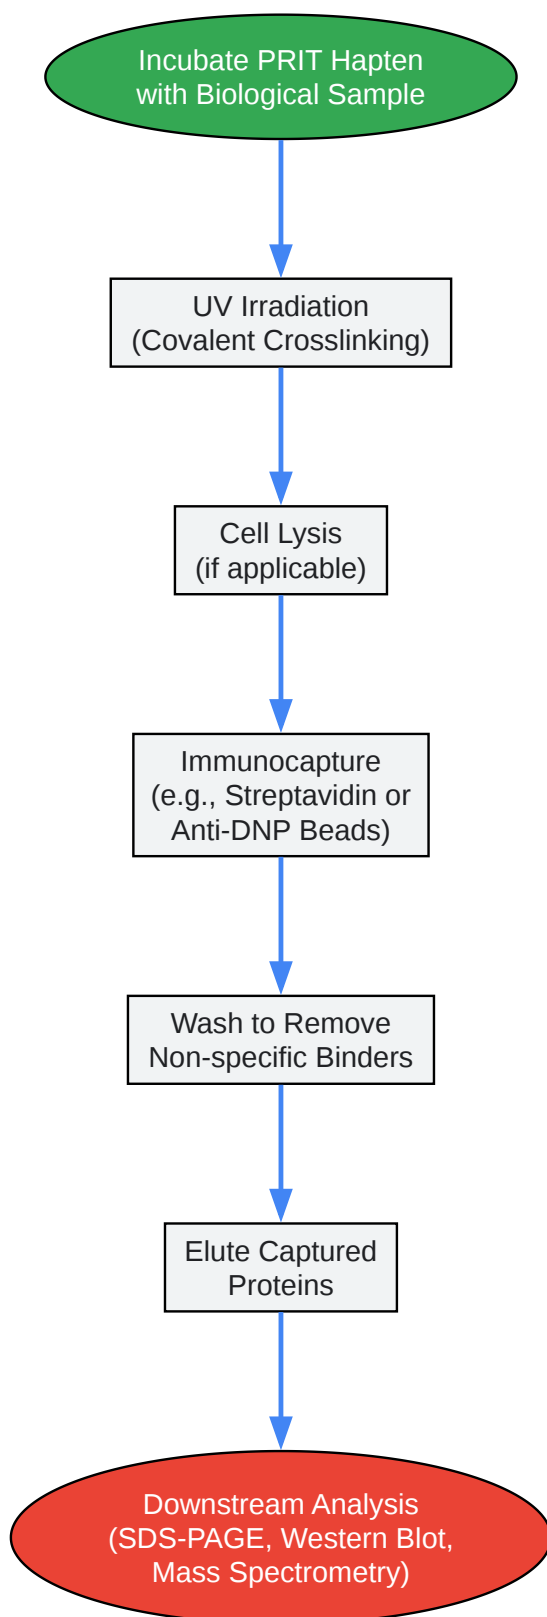 Incubate PRIT Hapten
with Biological Sample
UV Irradiation
(Covalent Crosslinking)
Cell Lysis
(if applicable)
Immunocapture
(e.g., Streptavidin or
Anti-DNP Beads)
Wash to Remove
Non-specific Binders
Elute Captured
Proteins
Downstream Analysis
(SDS-PAGE, Western Blot,
Mass Spectrometry)